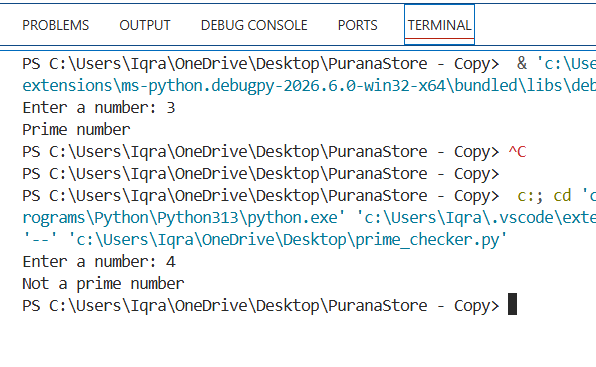 PROBLEMS OUTPUT DEBUG CONSOLE PORTS TERMINAL
PS C:\Users\Iqra\OneDrive\Desktop\PuranaStore - Copy>  & 'c:\Use
extensions\ms-python.debugpy-2026.6.0-win32-x64\bundled\libs\deb
Enter a number: 3
Prime number
PS C:\Users\Iqra\OneDrive\Desktop\PuranaStore - Copy> ^C
PS C:\Users\Iqra\OneDrive\Desktop\PuranaStore - Copy>
PS C:\Users\Iqra\OneDrive\Desktop\PuranaStore - Copy>  c:; cd 'c
rograms\Python\Python313\python.exe' 'c:\Users\Iqra\.vscode\exte
'--' 'c:\Users\Iqra\OneDrive\Desktop\prime_checker.py'
Enter a number: 4
Not a prime number
PS C:\Users\Iqra\OneDrive\Desktop\PuranaStore - Copy>